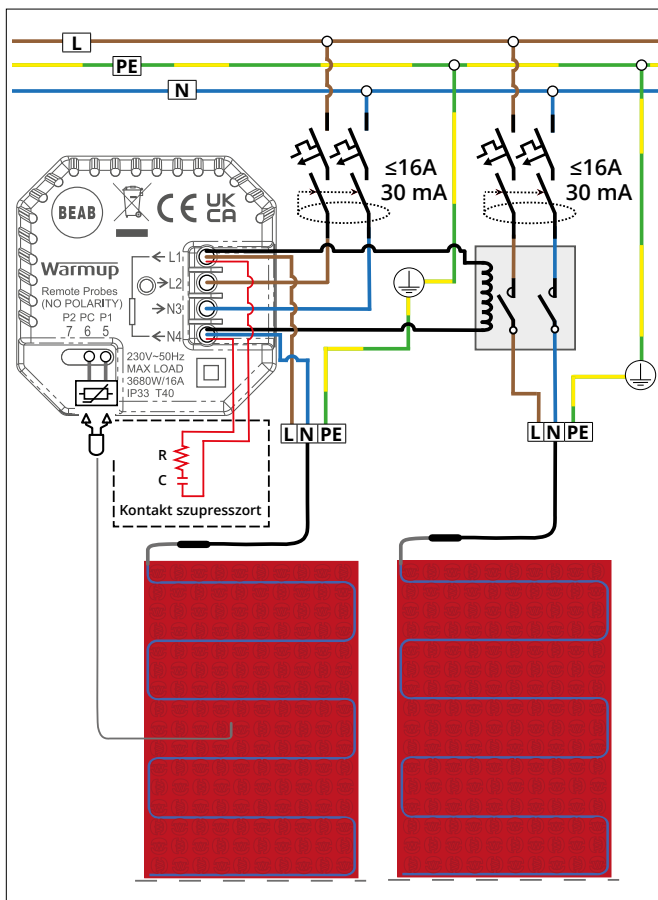 L
PE
N
≤16A
30 mA
≤16A
30 mA
BEAB
CE UK
CA
Warmup
Remote Probes
(NO POLARITY)
P2 PC P1
7 6 5
L1
L2
N3
N4
230V~50Hz
MAX LOAD
3680W/16A
IP33 T40
L N PE
L N PE
R
C
Kontakt szupresszort